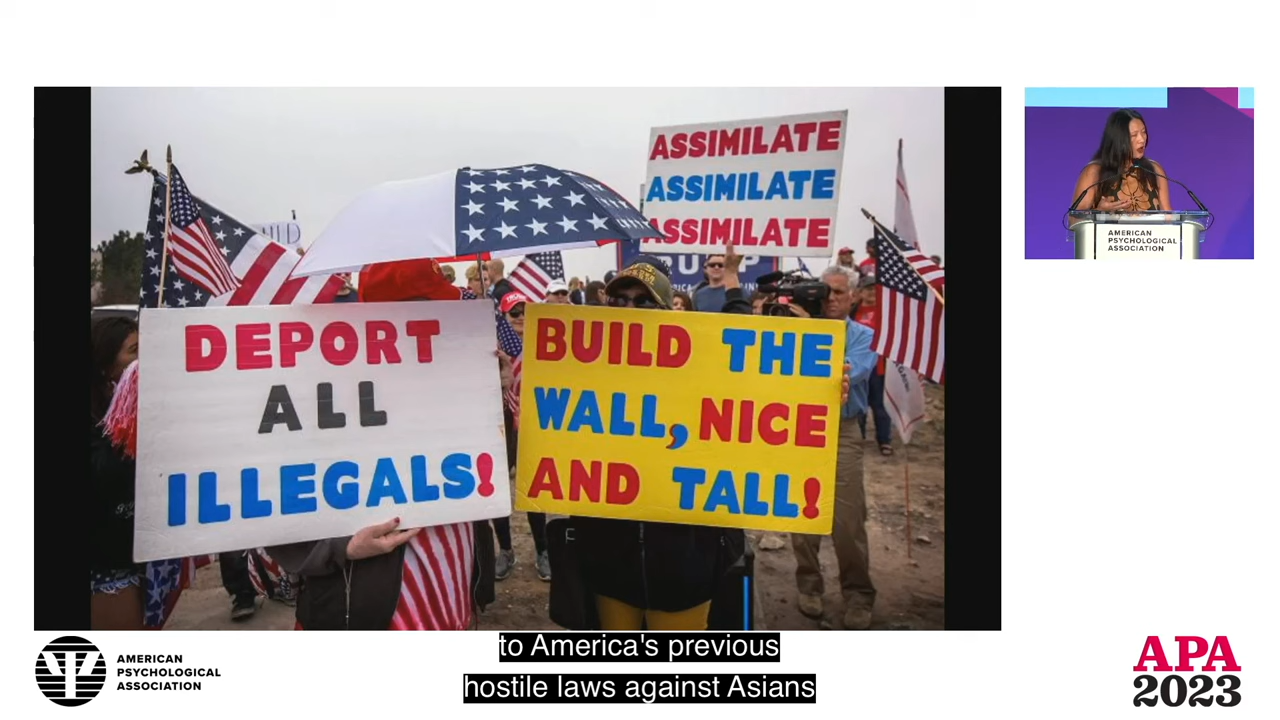 ASSIMILATE
ASSIMILATE
ASSIMILATE
DEPORT
ALL
ILLEGALS!
BUILD THE
WALL, NICE
AND TALL!
AMERICAN
PSYCHOLOGICAL
ASSOCIATION
AMERICAN
PSYCHOLOGICAL
ASSOCIATION
to America's previous
hostile laws against Asians
APA
2023